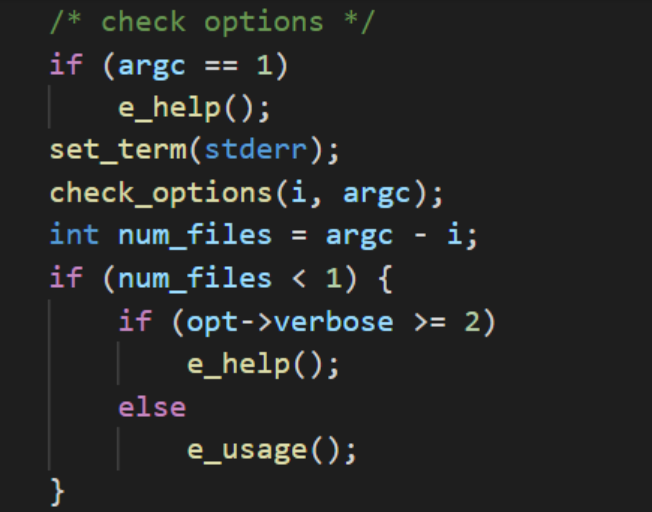 /* check options */
if (argc == 1)
    e_help();
set_term(stderr);
check_options(i, argc);
int num_files = argc - i;
if (num_files < 1) {
    if (opt->verbose >= 2)
        e_help();
    else
        e_usage();
}